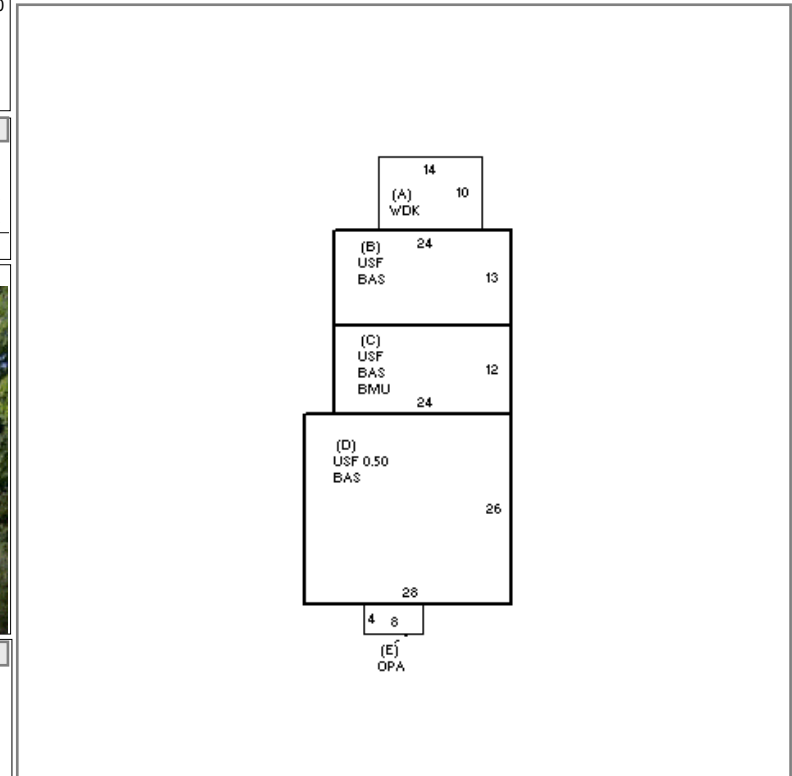 14
(A) 10
WDK
(B) 24
USF
BAS 13
(C)
USF
BAS 12
BMU
24
(D)
USF 0.50
BAS
26
28
4 8
(E)
OPA